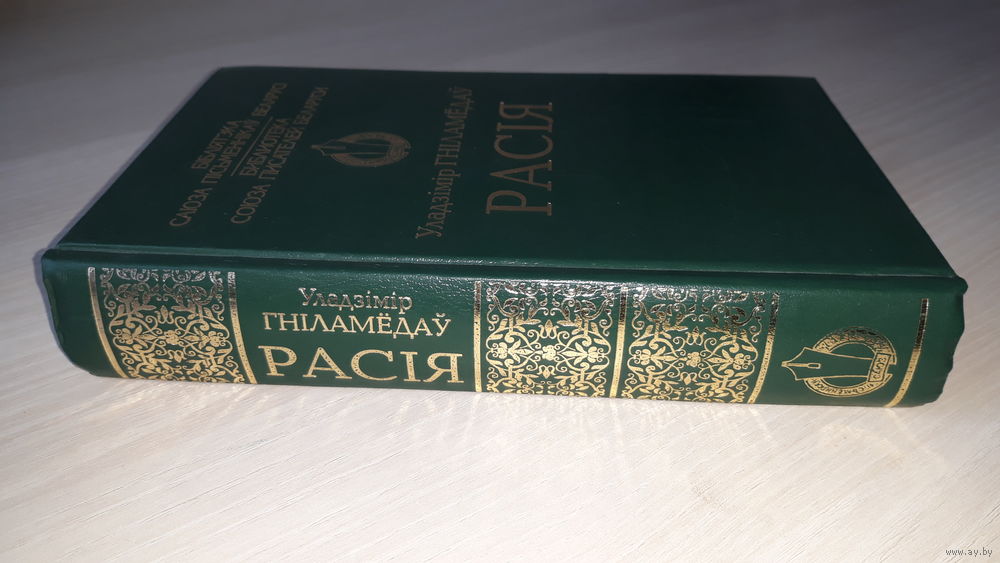 БІБЛІЯТЭКА
САЮЗА ПІСЬМЕННІКАЎ БЕЛАРУСІ
БИБЛИОТЕКА
СОЮЗА ПИСАТЕЛЕЙ БЕЛАРУСИ
Уладзімір ГНІЛАМЁДАЎ
РАСІЯ
Уладзімір
ГНІЛАМЁДАЎ
РАСІЯ
www.ay.by